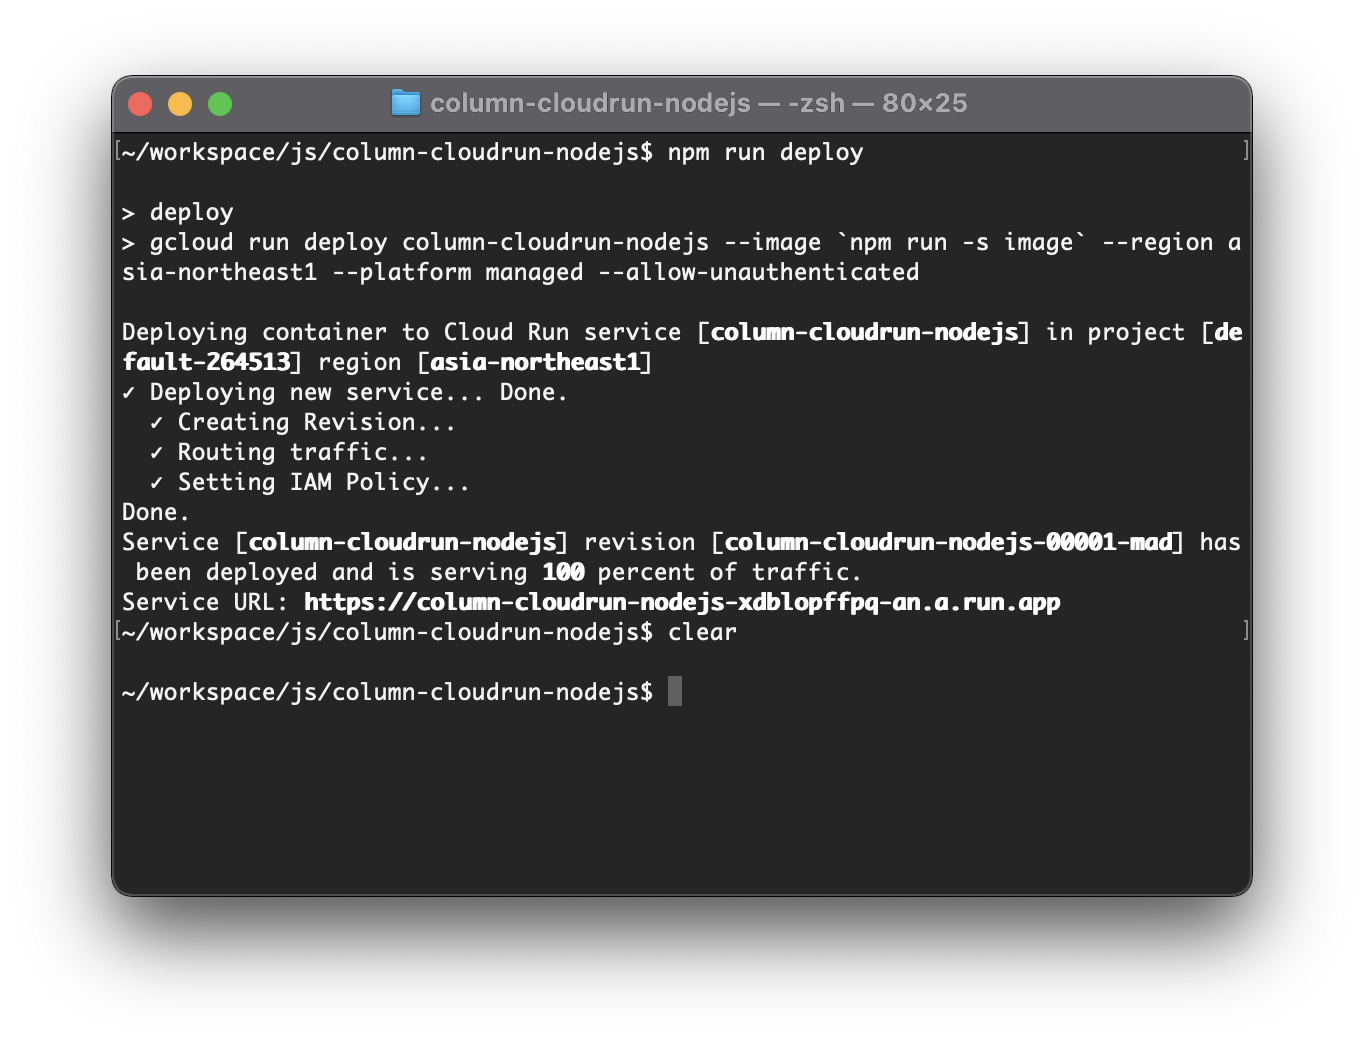 column-cloudrun-nodejs — -zsh — 80×25
[~/workspace/js/column-cloudrun-nodejs$ npm run deploy ]
> deploy
> gcloud run deploy column-cloudrun-nodejs --image `npm run -s image` --region a
sia-northeast1 --platform managed --allow-unauthenticated
Deploying container to Cloud Run service [column-cloudrun-nodejs] in project [de
fault-264513] region [asia-northeast1]
✓ Deploying new service... Done.
✓ Creating Revision...
✓ Routing traffic...
✓ Setting IAM Policy...
Done.
Service [column-cloudrun-nodejs] revision [column-cloudrun-nodejs-00001-mad] has
been deployed and is serving 100 percent of traffic.
Service URL: https://column-cloudrun-nodejs-xdblopffpq-an.a.run.app
[~/workspace/js/column-cloudrun-nodejs$ clear ]
~/workspace/js/column-cloudrun-nodejs$